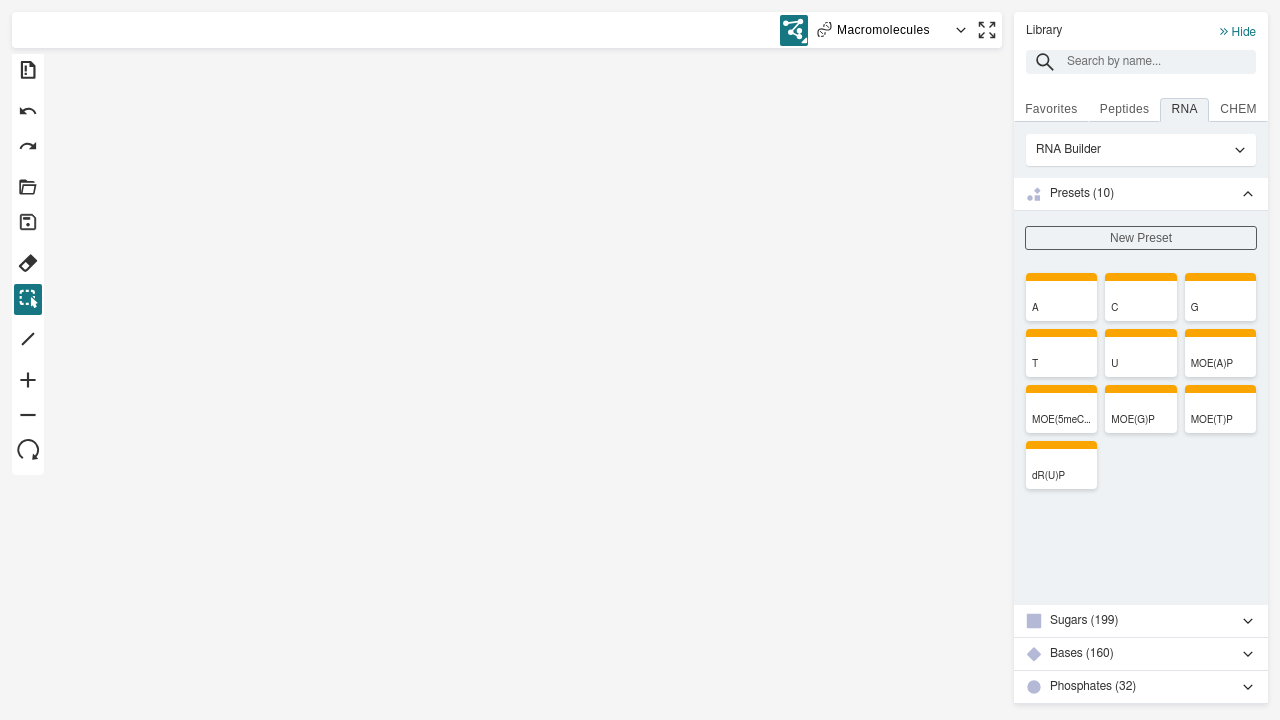 Macromolecules
Library
Hide
Search by name...
Favorites Peptides RNA CHEM
RNA Builder
Presets (10)
New Preset
A C G
T U MOE(A)P
MOE(5meC... MOE(G)P MOE(T)P
dR(U)P
Sugars (199)
Bases (160)
Phosphates (32)